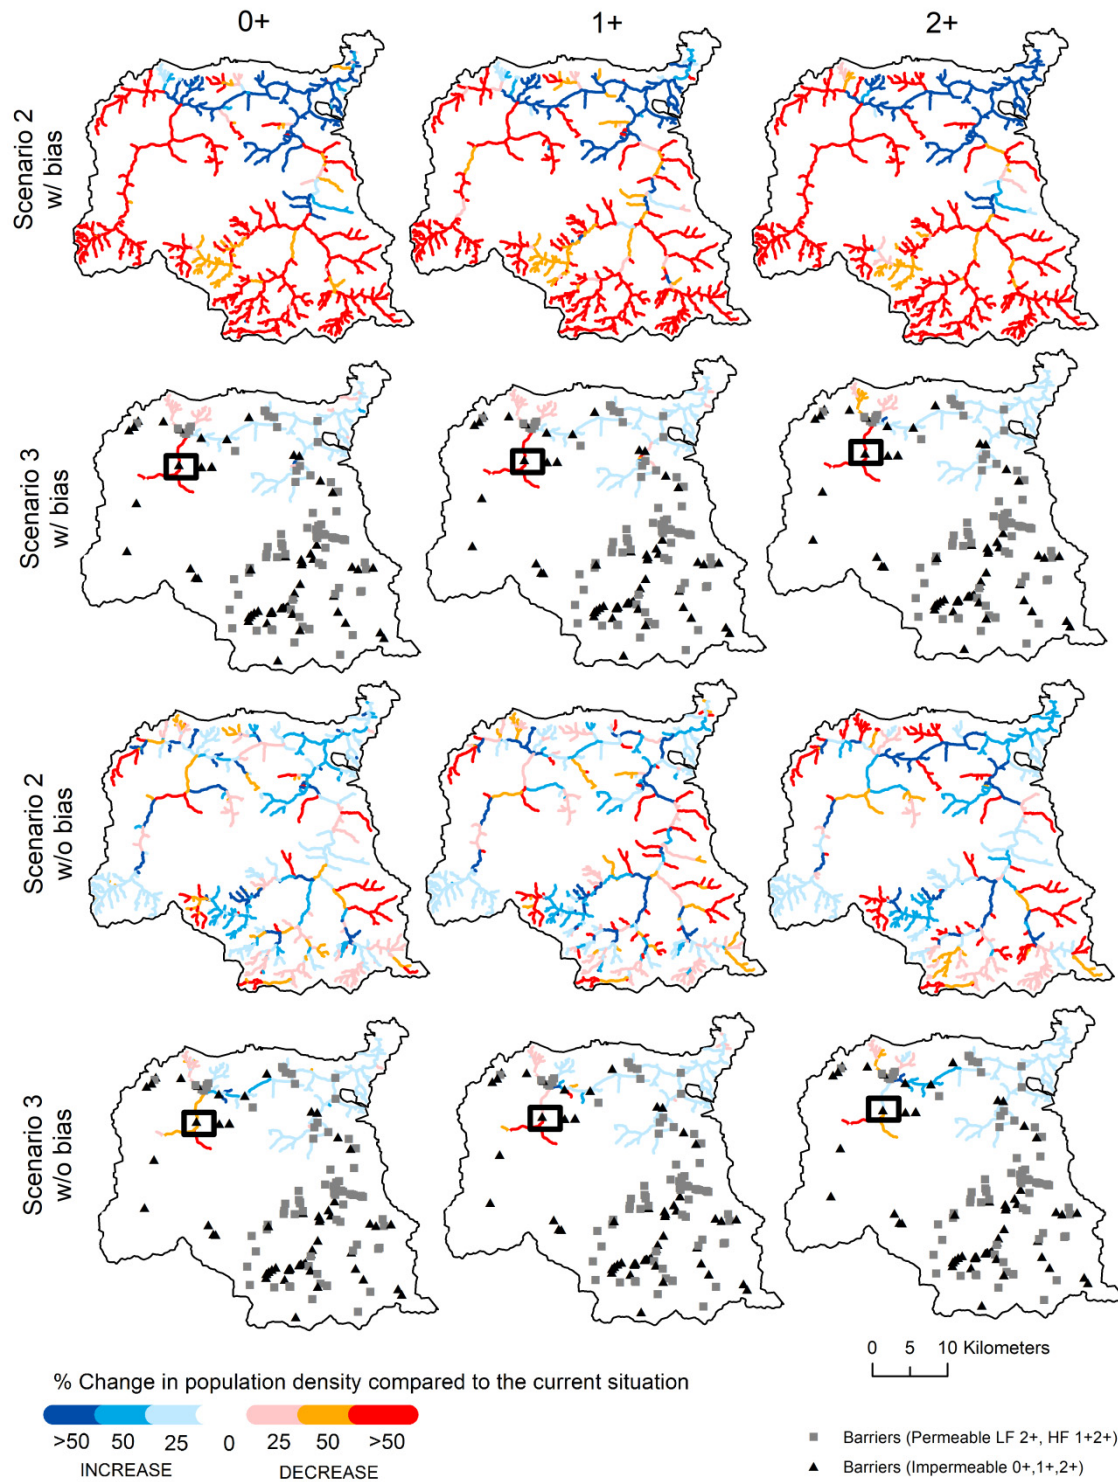 0+ 1+ 2+
Scenario 2
w/ bias
Scenario 3
w/ bias
Scenario 2
w/o bias
Scenario 3
w/o bias
0 5 10 Kilometers
% Change in population density compared to the current situation
>50 50 25 0 25 50 >50
INCREASE DECREASE
Barriers (Permeable LF 2+, HF 1+2+)
Barriers (Impermeable 0+,1+,2+)